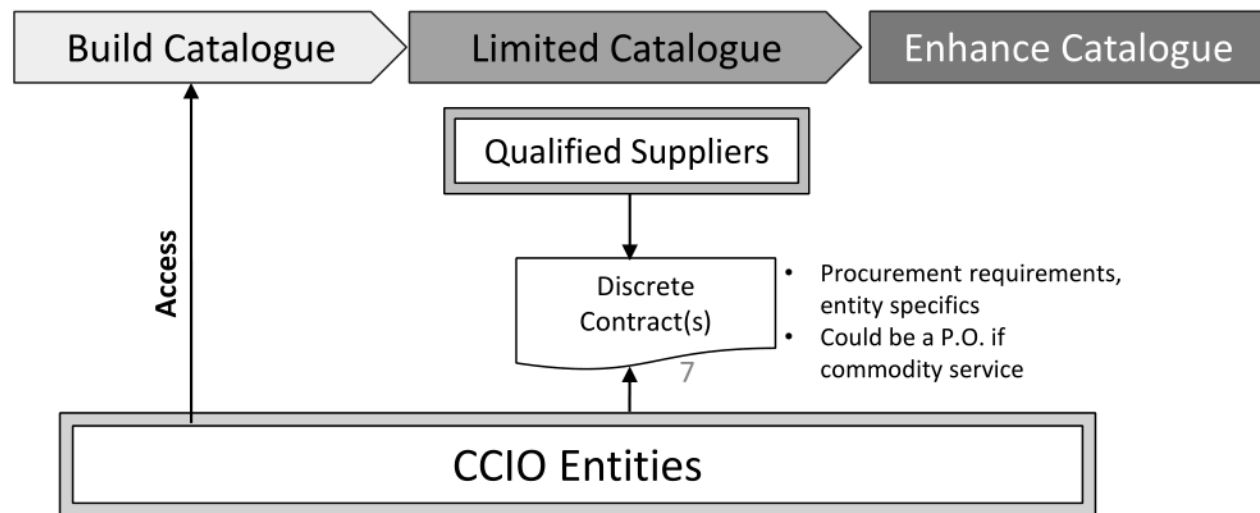 Build Catalogue
Limited Catalogue
Enhance Catalogue
Qualified Suppliers
Access
Discrete
Contract(s)
• Procurement requirements,
entity specifics
• Could be a P.O. if
commodity service
7
CCIO Entities